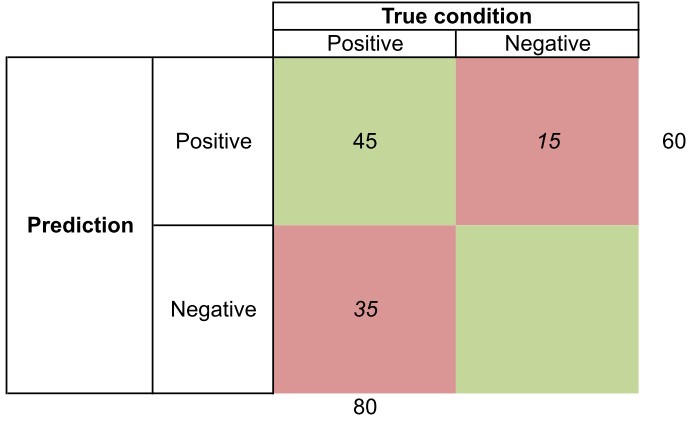 True condition
Positive Negative
Positive 45 15 60
Prediction
Negative 35
80